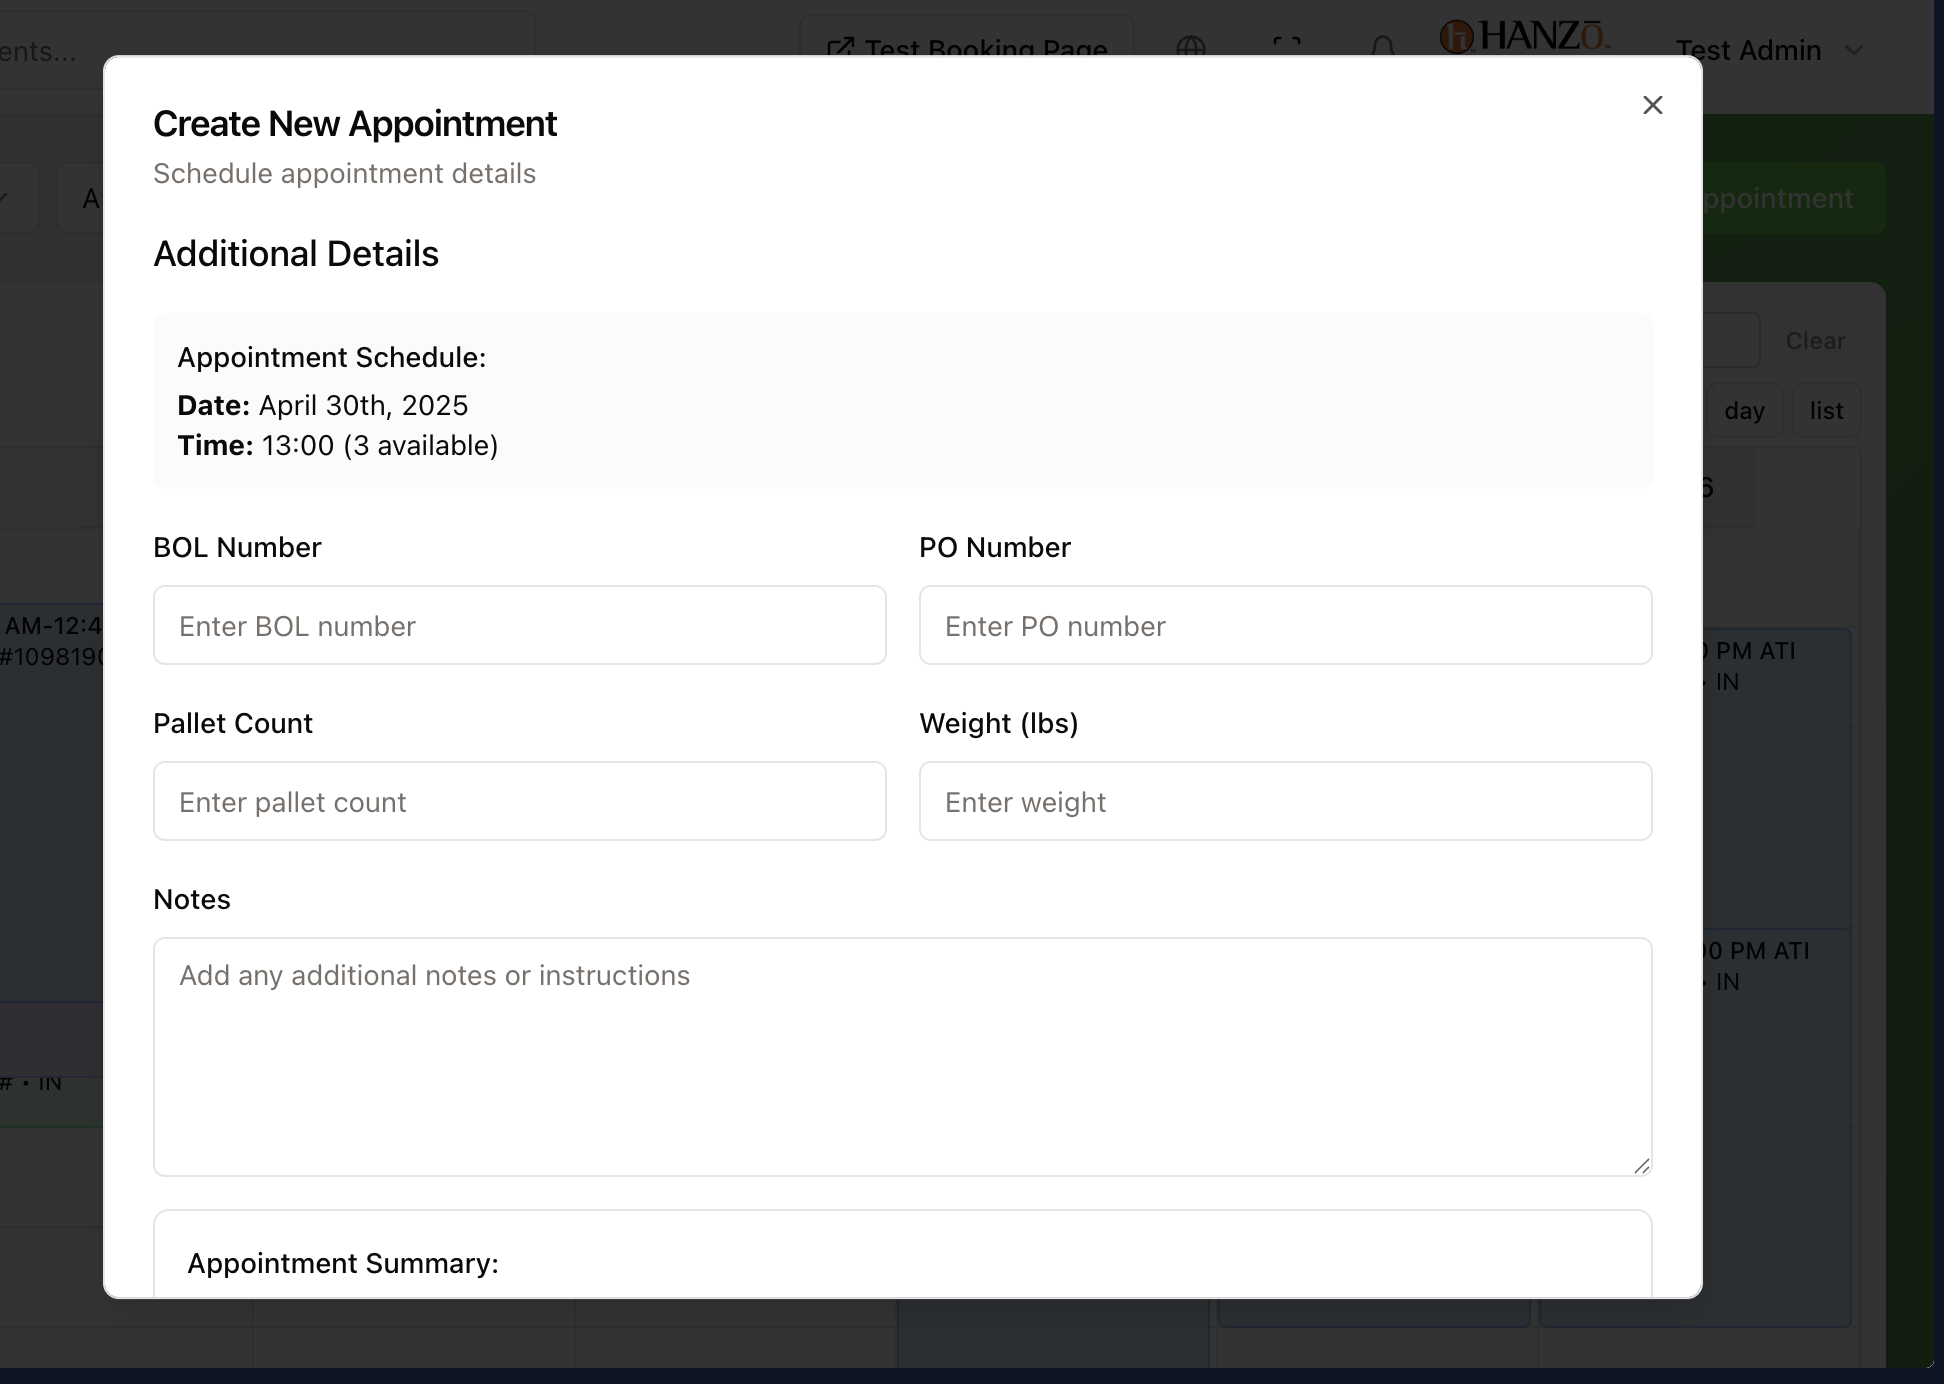 ents...
Test Booking Page
HANZŌ
Test Admin
Create New Appointment
Schedule appointment details
A
ppointment
Additional Details
Appointment Schedule:
Clear
Date: April 30th, 2025
day
list
Time: 13:00 (3 available)
6
BOL Number
PO Number
Enter BOL number
Enter PO number
AM-12:4
#109819
PM ATI
• IN
Pallet Count
Weight (lbs)
Enter pallet count
Enter weight
Notes
Add any additional notes or instructions
00 PM ATI
• IN
# • IN
Appointment Summary: